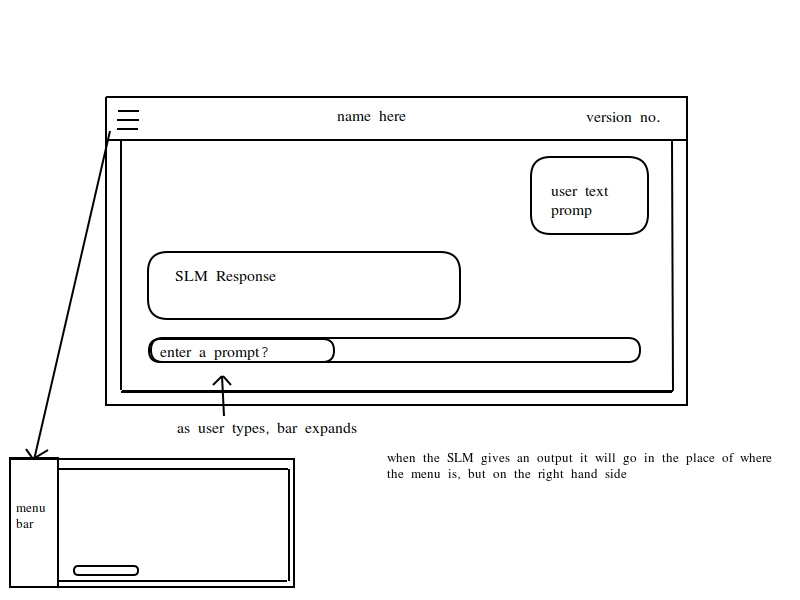 name here
version no.
user text
promp
SLM Response
enter a prompt?
as user types, bar expands
when the SLM gives an output it will go in the place of where
the menu is, but on the right hand side
menu
bar